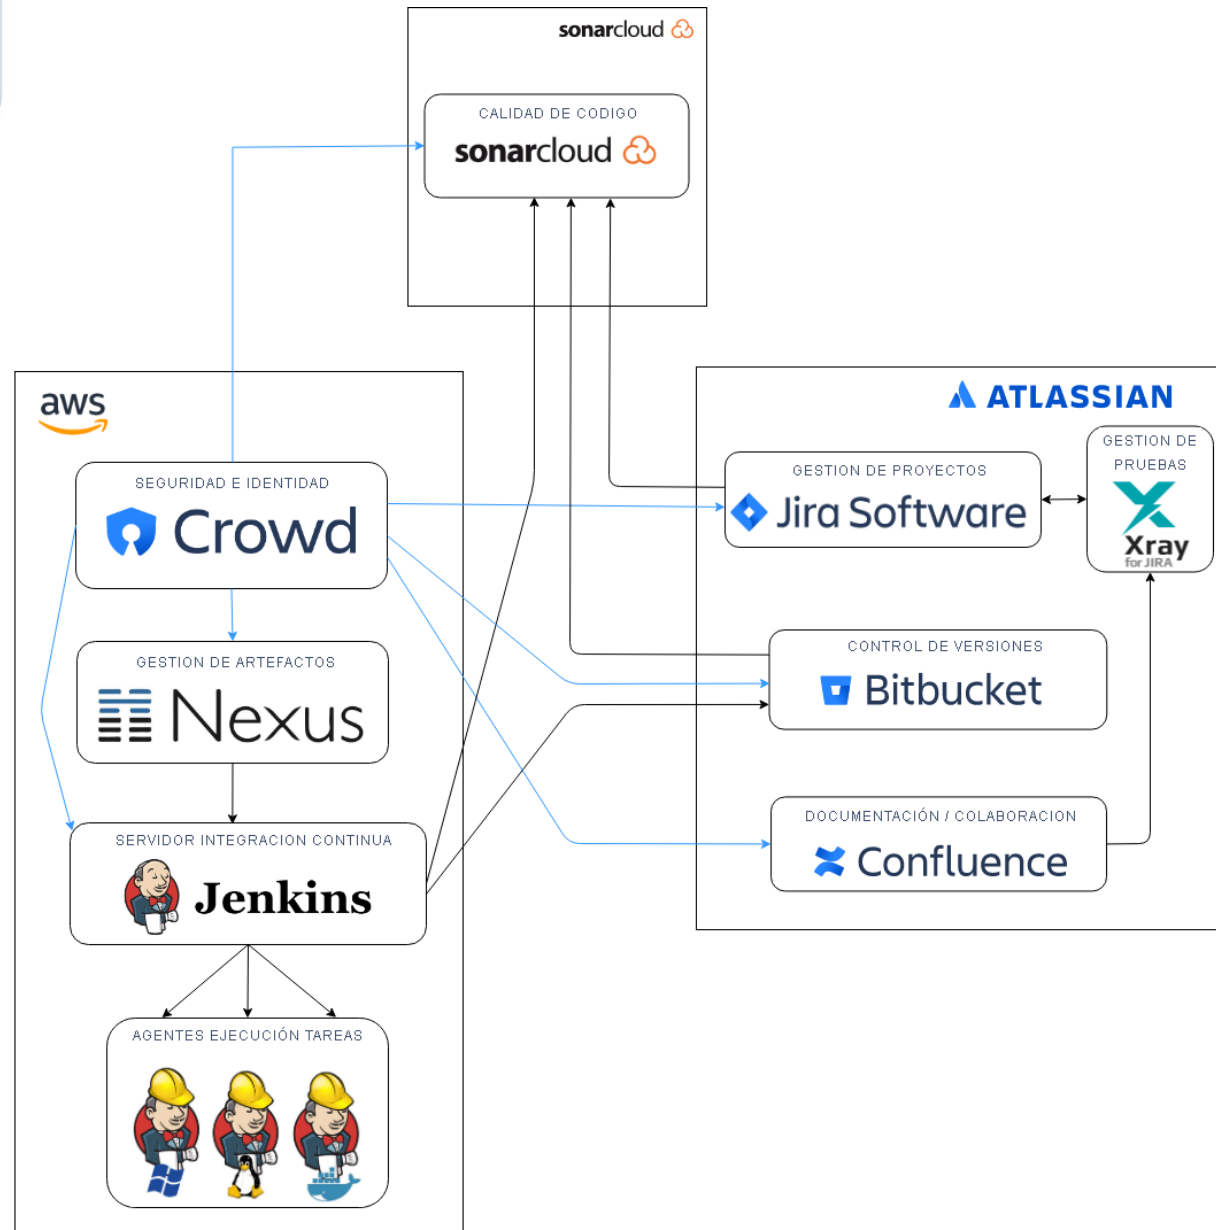 sonarcloud
CALIDAD DE CODIGO
sonarcloud
aws
SEGURIDAD E IDENTIDAD
Crowd
GESTION DE ARTEFACTOS
Nexus
SERVIDOR INTEGRACION CONTINUA
Jenkins
AGENTES EJECUCIÓN TAREAS
ATLASSIAN
GESTION DE PROYECTOS
Jira Software
GESTION DE
PRUEBAS
Xray
for JIRA
CONTROL DE VERSIONES
Bitbucket
DOCUMENTACIÓN / COLABORACION
Confluence